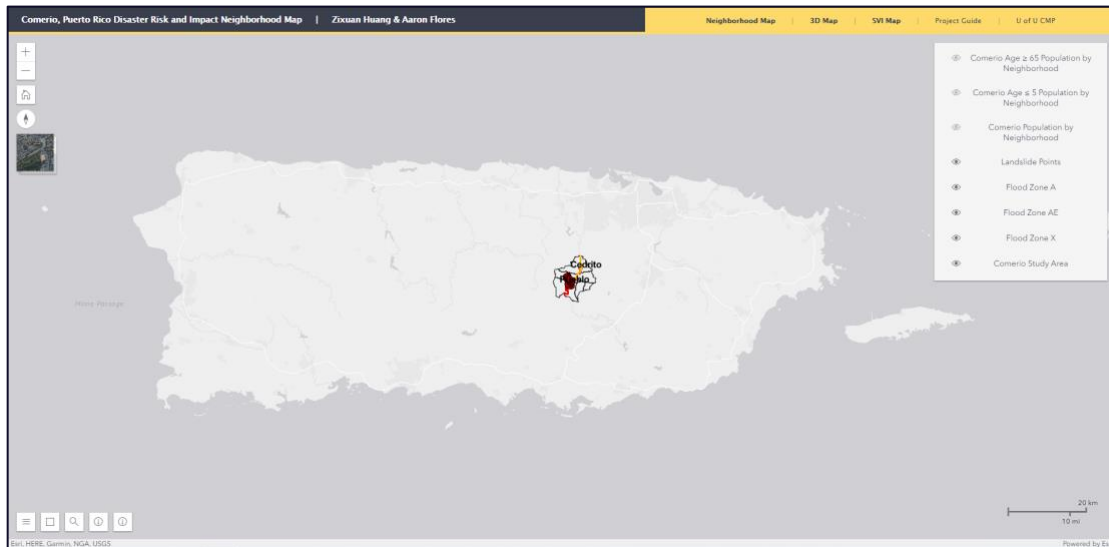 Comerio, Puerto Rico Disaster Risk and Impact Neighborhood Map | Zixuan Huang & Aaron Flores
Neighborhood Map | 3D Map | SVI Map | Project Guide | U of U CMP
Comerio Age ≥ 65 Population by
Neighborhood
Comerio Age ≤ 5 Population by
Neighborhood
Comerio Population by
Neighborhood
Landslide Points
Flood Zone A
Flood Zone AE
Flood Zone X
Comerio Study Area
Cedrito
Pueblo
Mona Passage
20 km
10 mi
Esri, HERE, Garmin, NGA, USGS
Powered by Es